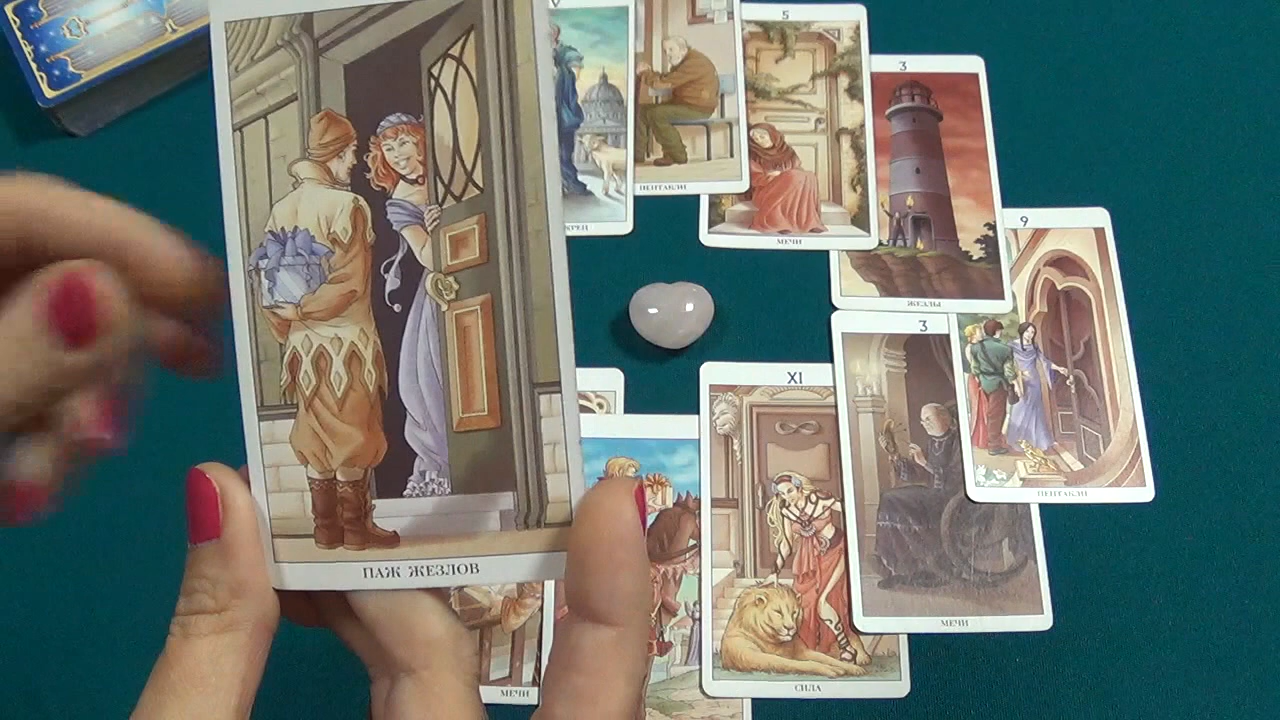 ПАЖ ЖЕЗЛОВ
V
ПЕНТАКЛИ
5
МЕЧИ
3
ЖЕЗЛЫ
9
ПЕНТАКЛИ
3
МЕЧИ
XI
СИЛА
МЕЧИ